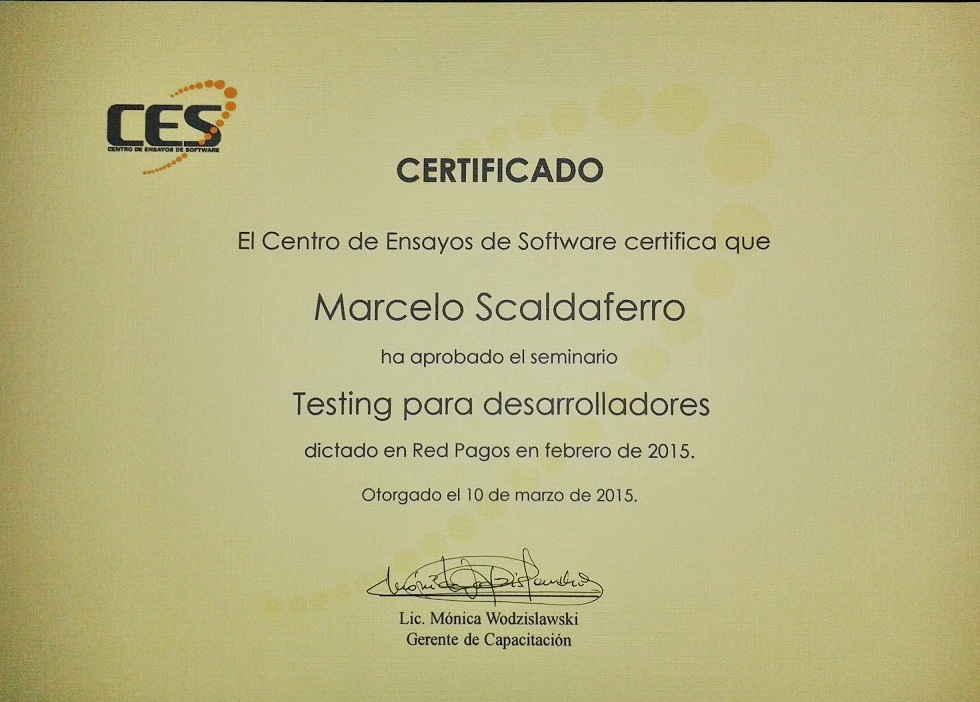 CES
CENTRO DE ENSAYOS DE SOFTWARE
CERTIFICADO
El Centro de Ensayos de Software certifica que
Marcelo Scaldaferro
ha aprobado el seminario
Testing para desarrolladores
dictado en Red Pagos en febrero de 2015.
Otorgado el 10 de marzo de 2015.
Lic. Mónica Wodzislawski
Gerente de Capacitación